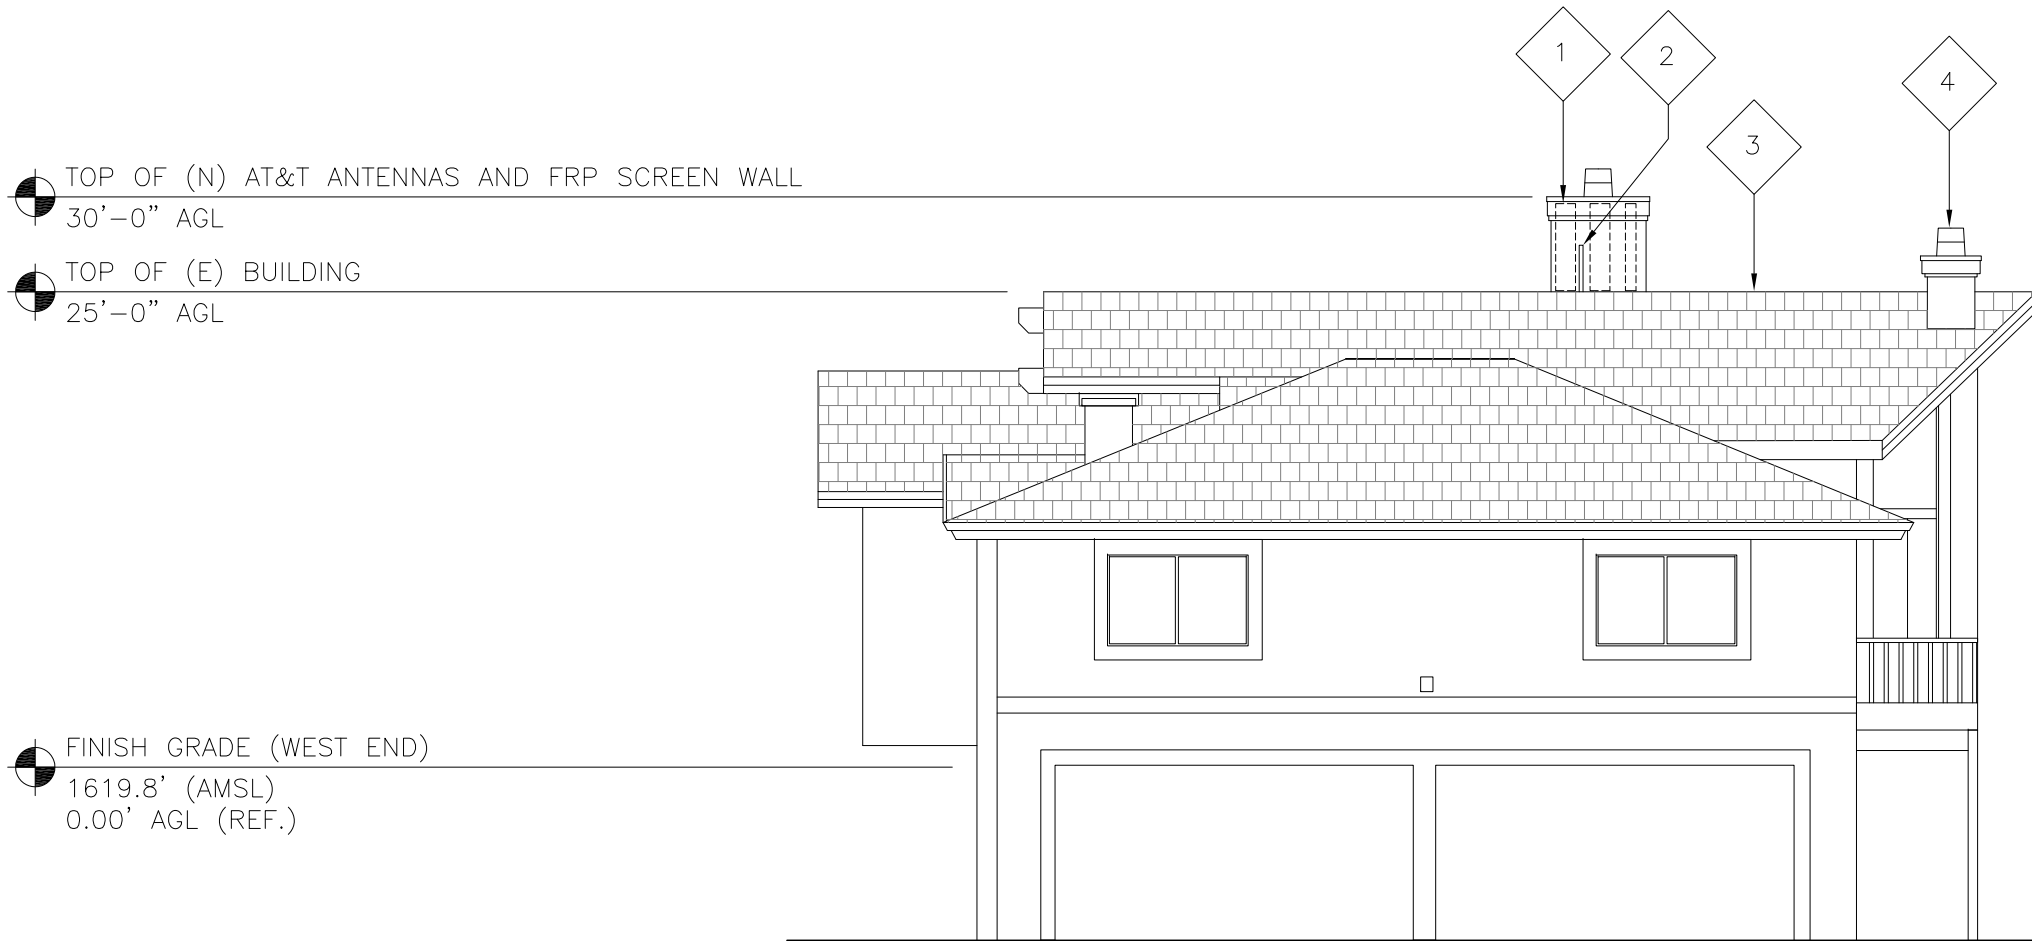 1
2
4
3
TOP OF (N) AT&T ANTENNAS AND FRP SCREEN WALL
30'-0" AGL
TOP OF (E) BUILDING
25'-0" AGL
FINISH GRADE (WEST END)
1619.8' (AMSL)
0.00' AGL (REF.)